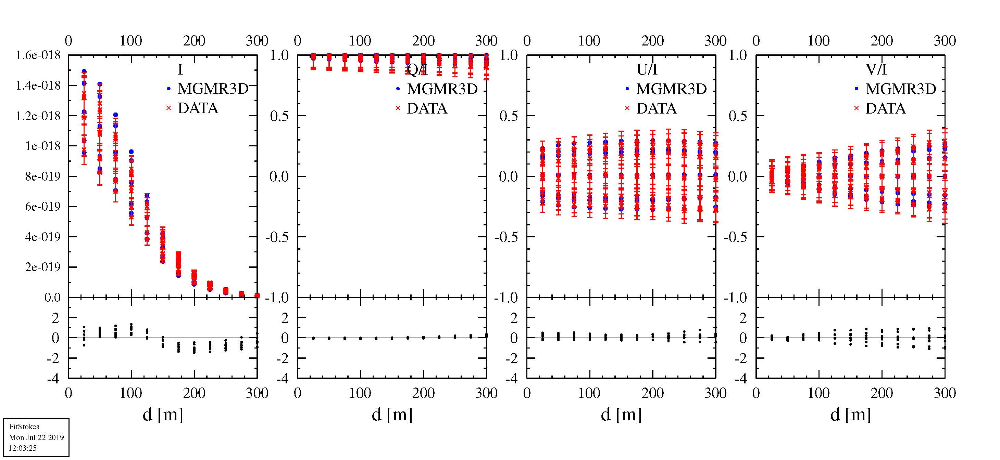 0 100 200 300 0 100 200 300 0 100 200 300 0 100 200 300
1.6e-018 1.0 1.0 1.0
I Q/I U/I V/I
1.4e-018 MGMR3D MGMR3D MGMR3D MGMR3D
DATA DATA DATA DATA
1.2e-018 0.5 0.5 0.5
1e-018
8e-019 0.0 0.0 0.0
6e-019
4e-019 -0.5 -0.5 -0.5
2e-019
0.0 -1.0 -1.0 -1.0
2 2 2 2
0 0 0 0
-2 -2 -2 -2
-4 -4 -4 -4
0 100 200 300 0 100 200 300 0 100 200 300 0 100 200 300
d [m] d [m] d [m] d [m]
FitStokes
Mon Jul 22 2019
12:03:25